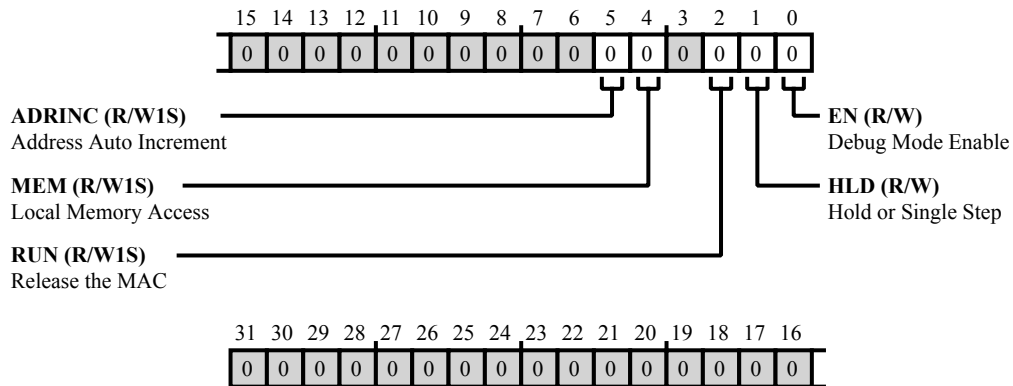 15 14 13 12 11 10 9 8 7 6 5 4 3 2 1 0
0 0 0 0 0 0 0 0 0 0 0 0 0 0 0 0
ADRINC (R/W1S)
Address Auto Increment
EN (R/W)
Debug Mode Enable
MEM (R/W1S)
Local Memory Access
HLD (R/W)
Hold or Single Step
RUN (R/W1S)
Release the MAC
31 30 29 28 27 26 25 24 23 22 21 20 19 18 17 16
0 0 0 0 0 0 0 0 0 0 0 0 0 0 0 0